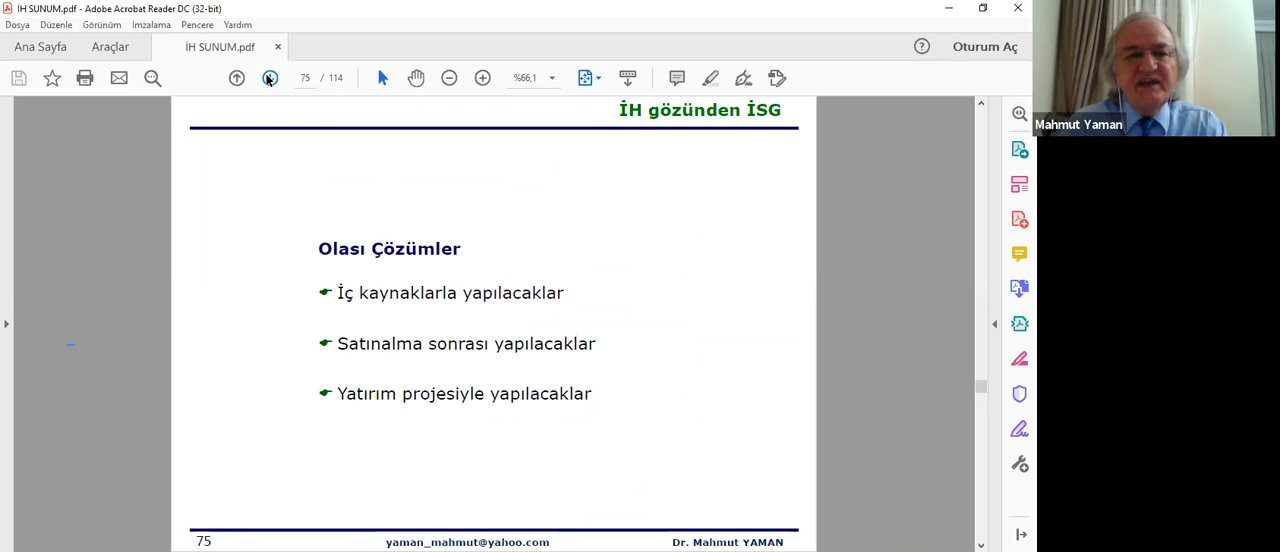 İH SUNUM.pdf - Adobe Acrobat Reader DC (32-bit)
Dosya Düzenle Görünüm İmzalama Pencere Yardım
Ana Sayfa Araçlar İH SUNUM.pdf Oturum Aç
75 / 114 %66,1
Mahmut Yaman
İH gözünden İSG
Olası Çözümler
İç kaynaklarla yapılacaklar
Satınalma sonrası yapılacaklar
Yatırım projesiyle yapılacaklar
75 yaman_mahmut@yahoo.com Dr. Mahmut YAMAN